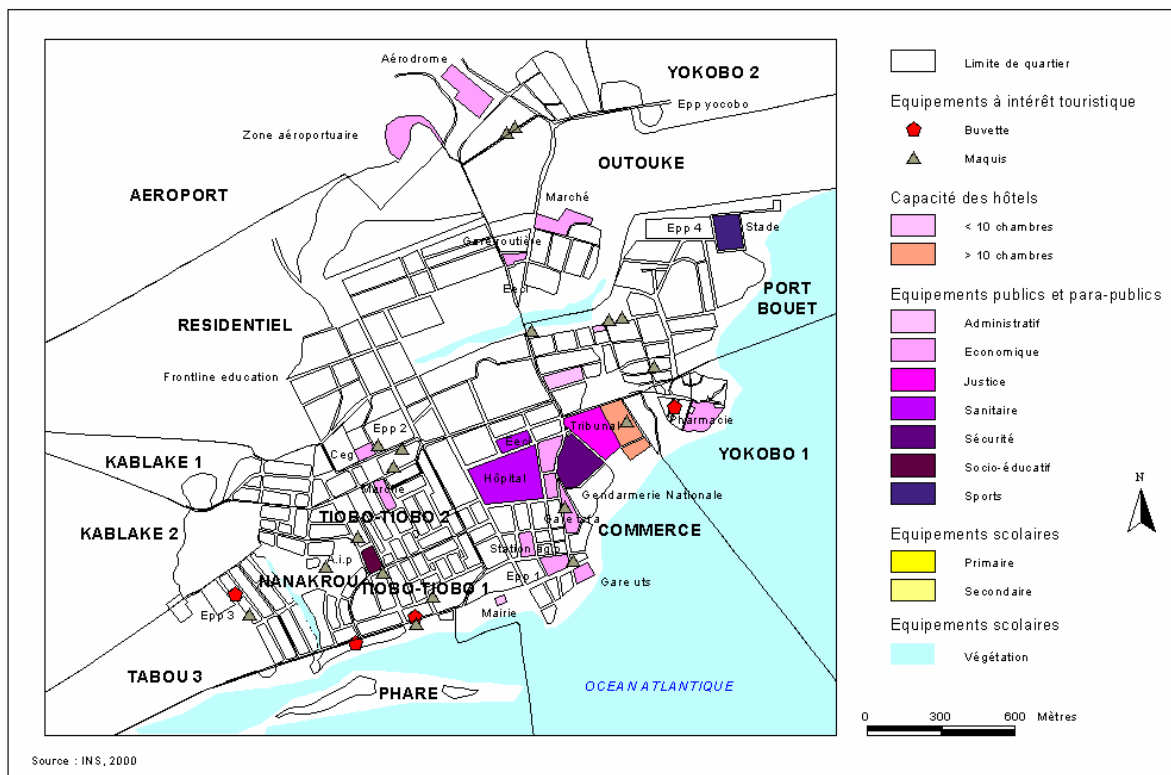 Aérodrome
YOKOBO 2
Epp yocobo
Zone aéroportuaire
OUTOUKE
AEROPORT
Marché
Epp 4
Stade
Gare routière
Eeci
PORT
BOUET
RESIDENTIEL
Frontline education
Pharmacie
Tribunal
Epp 2
Ceg
Eeci
KABLAKE 1
YOKOBO 1
Hôpital
Marché
Gendarmerie Nationale
KABLAKE 2
TIOBO-TIOBO 2
Gare tsfa
COMMERCE
Station agip
A.i.p
NANAKROU
TIOBO-TIOBO 1
Epp 1
Gare uts
Epp 3
Mairie
TABOU 3
PHARE
OCEAN ATLANTIQUE
Limite de quartier
Equipements à intérêt touristique
Buvette
Maquis
Capacité des hôtels
< 10 chambres
> 10 chambres
Equipements publics et para-publics
Administratif
Economique
Justice
Sanitaire
Sécurité
Socio-éducatif
Sports
Equipements scolaires
Primaire
Secondaire
Equipements scolaires
Végétation
N
0 300 600 Mètres
Source : INS, 2000